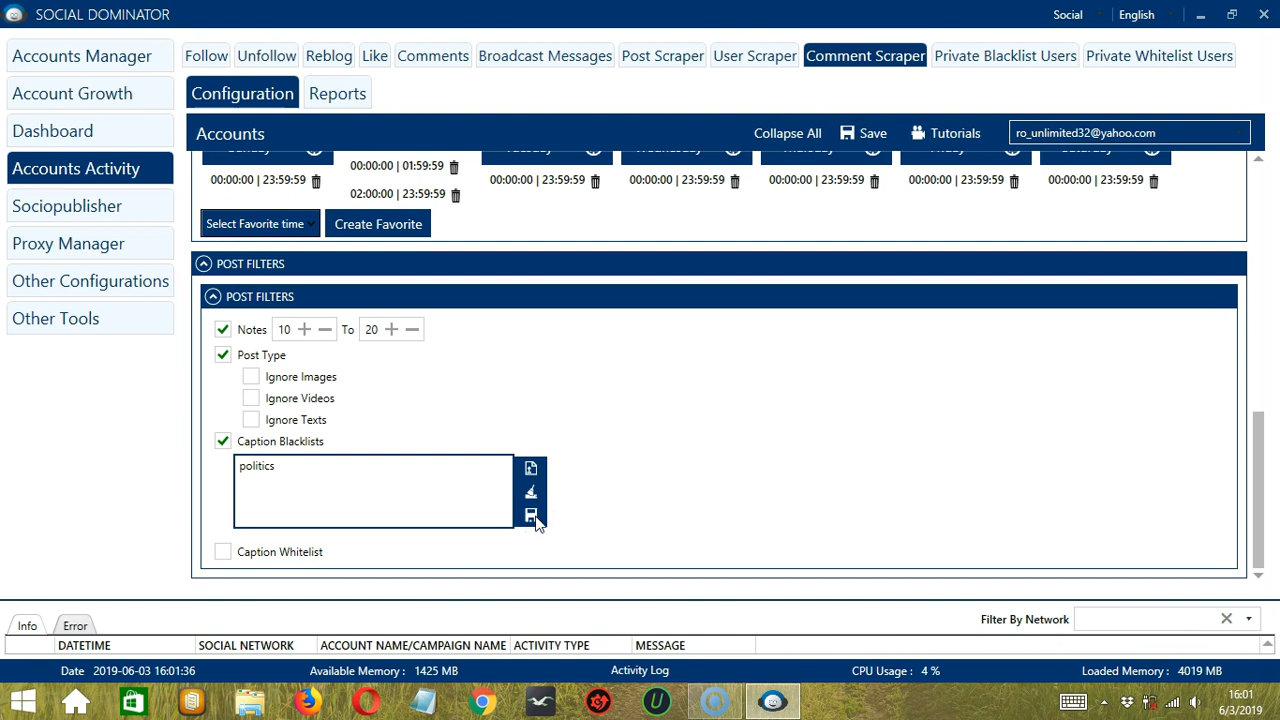 SOCIAL DOMINATOR
Social English
Accounts Manager
Account Growth
Dashboard
Accounts Activity
Sociopublisher
Proxy Manager
Other Configurations
Other Tools
Follow Unfollow Reblog Like Comments Broadcast Messages Post Scraper User Scraper Comment Scraper Private Blacklist Users Private Whitelist Users
Configuration Reports
Accounts Collapse All Save Tutorials ro_unlimited32@yahoo.com
00:00:00 | 01:59:59
00:00:00 | 23:59:59 00:00:00 | 23:59:59 00:00:00 | 23:59:59 00:00:00 | 23:59:59 00:00:00 | 23:59:59 00:00:00 | 23:59:59
02:00:00 | 23:59:59
Select Favorite time Create Favorite
POST FILTERS
POST FILTERS
Notes 10 To 20
Post Type
Ignore Images
Ignore Videos
Ignore Texts
Caption Blacklists
politics
Caption Whitelist
Info Error Filter By Network
DATETIME SOCIAL NETWORK ACCOUNT NAME/CAMPAIGN NAME ACTIVITY TYPE MESSAGE
Date 2019-06-03 16:01:36 Available Memory : 1425 MB Activity Log CPU Usage : 4 % Loaded Memory : 4019 MB
16:01
6/3/2019